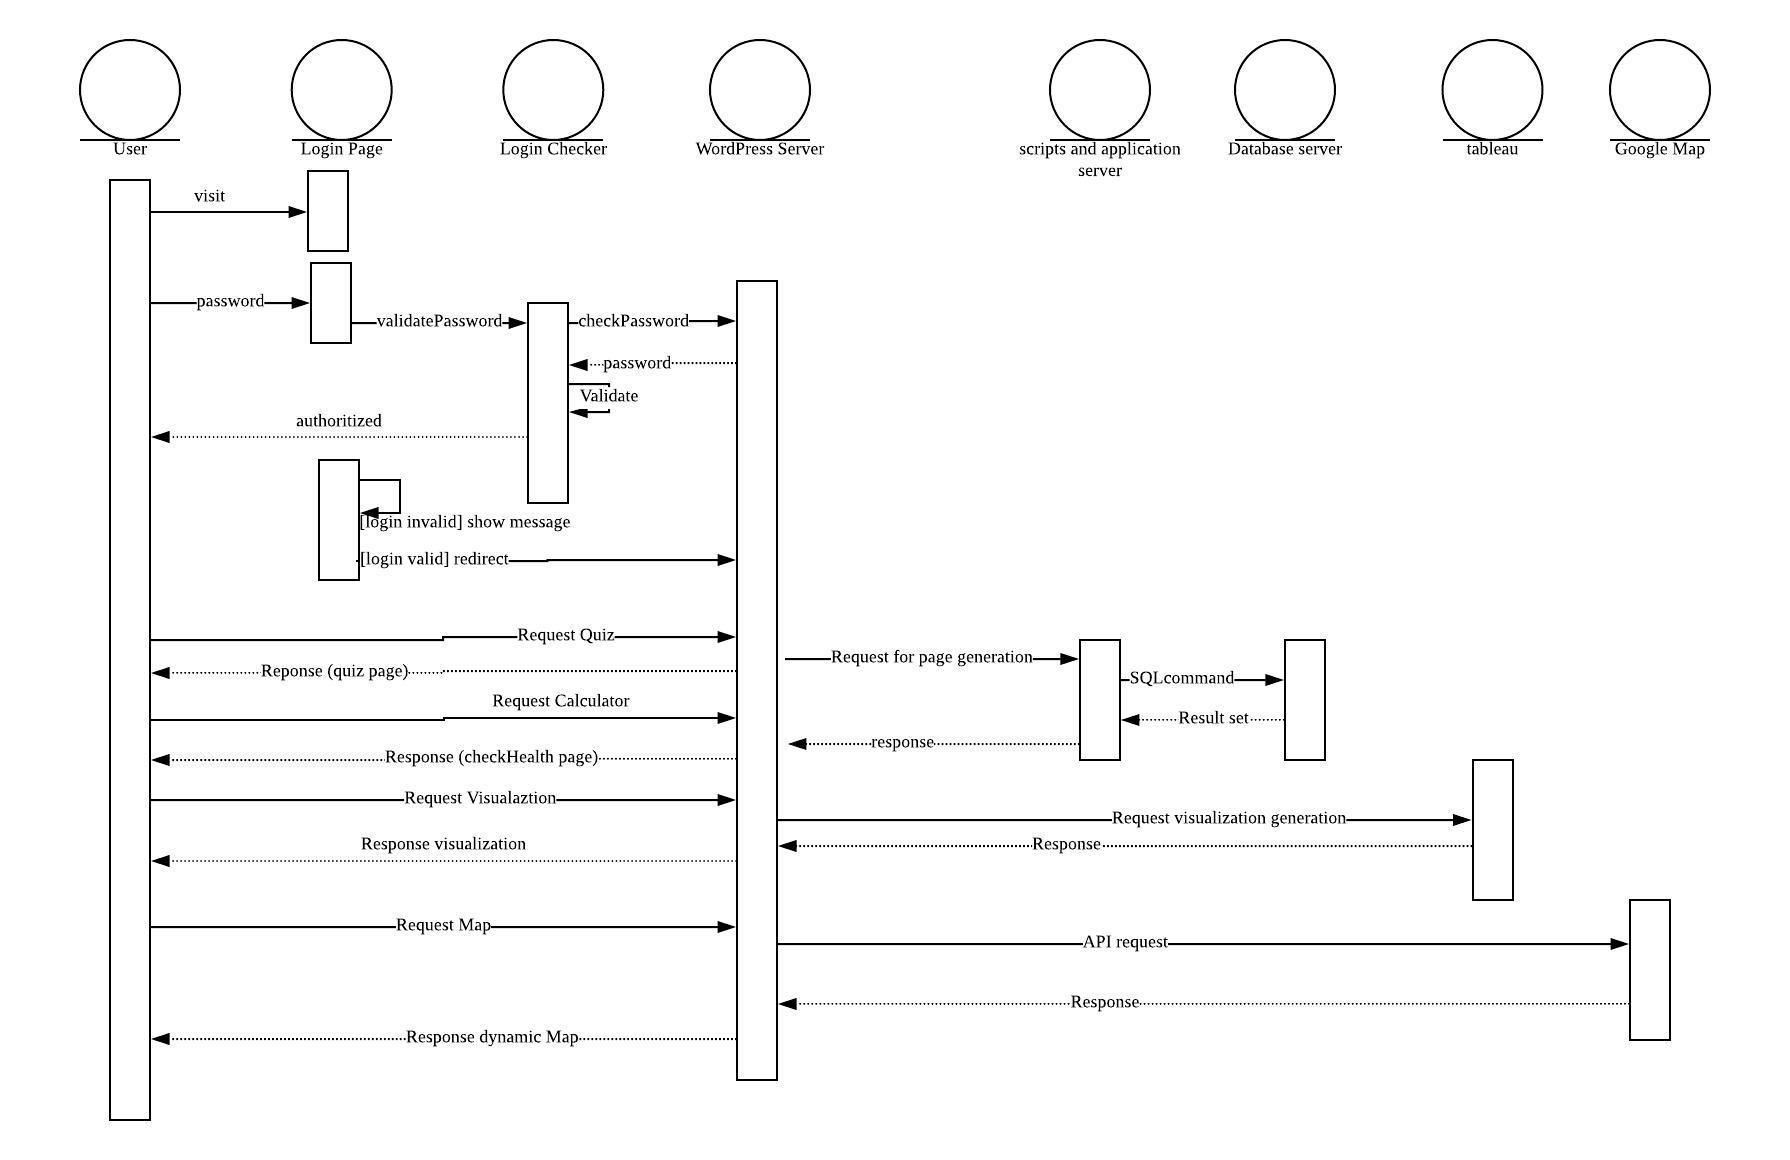 User
Login Page
Login Checker
WordPress Server
scripts and application
server
Database server
tableau
Google Map
visit
password
validatePassword
checkPassword
password
Validate
authoritized
[login invalid] show message
[login valid] redirect
Request Quiz
Request for page generation
Reponse (quiz page)
SQLcommand
Request Calculator
Result set
response
Response (checkHealth page)
Request Visualaztion
Request visualization generation
Response visualization
Response
Request Map
API request
Response
Response dynamic Map